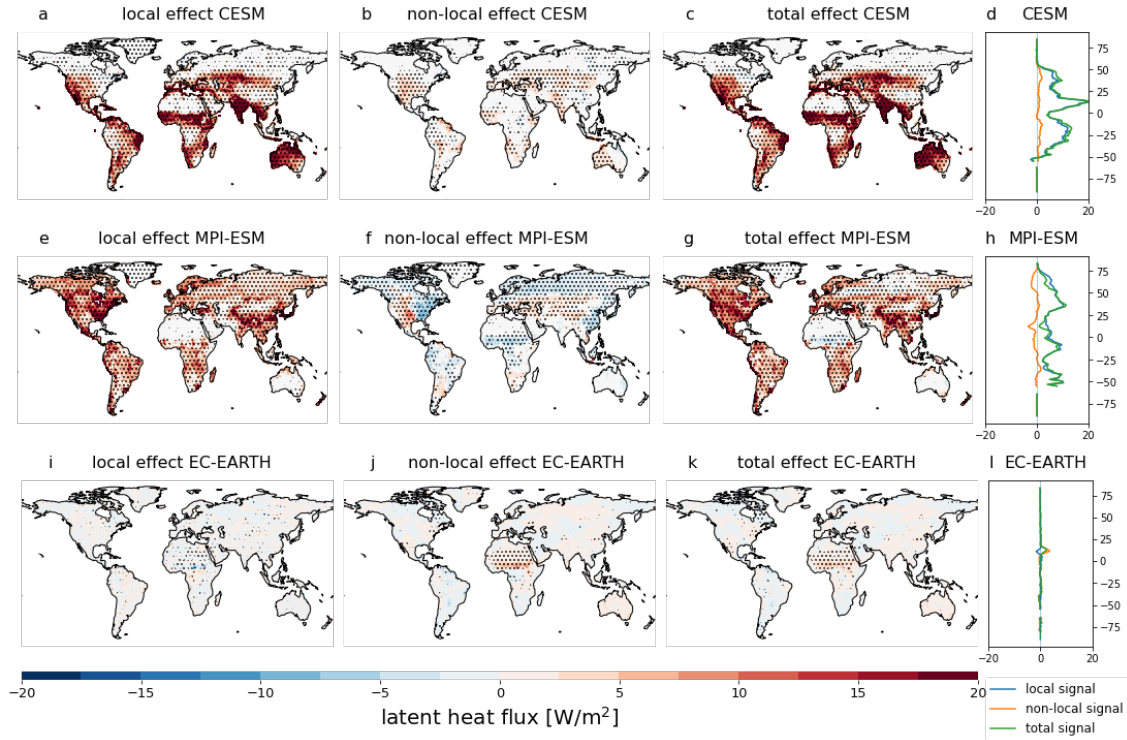 a local effect CESM b non-local effect CESM c total effect CESM d CESM
75
50
25
0
−25
−50
−75
−20 0 20
e local effect MPI-ESM f non-local effect MPI-ESM g total effect MPI-ESM h MPI-ESM
75
50
25
0
−25
−50
−75
−20 0 20
i local effect EC-EARTH j non-local effect EC-EARTH k total effect EC-EARTH l EC-EARTH
75
50
25
0
−25
−50
−75
−20 0 20
−20 −15 −10 −5 0 5 10 15 20
latent heat flux [W/m²]
local signal
non-local signal
total signal